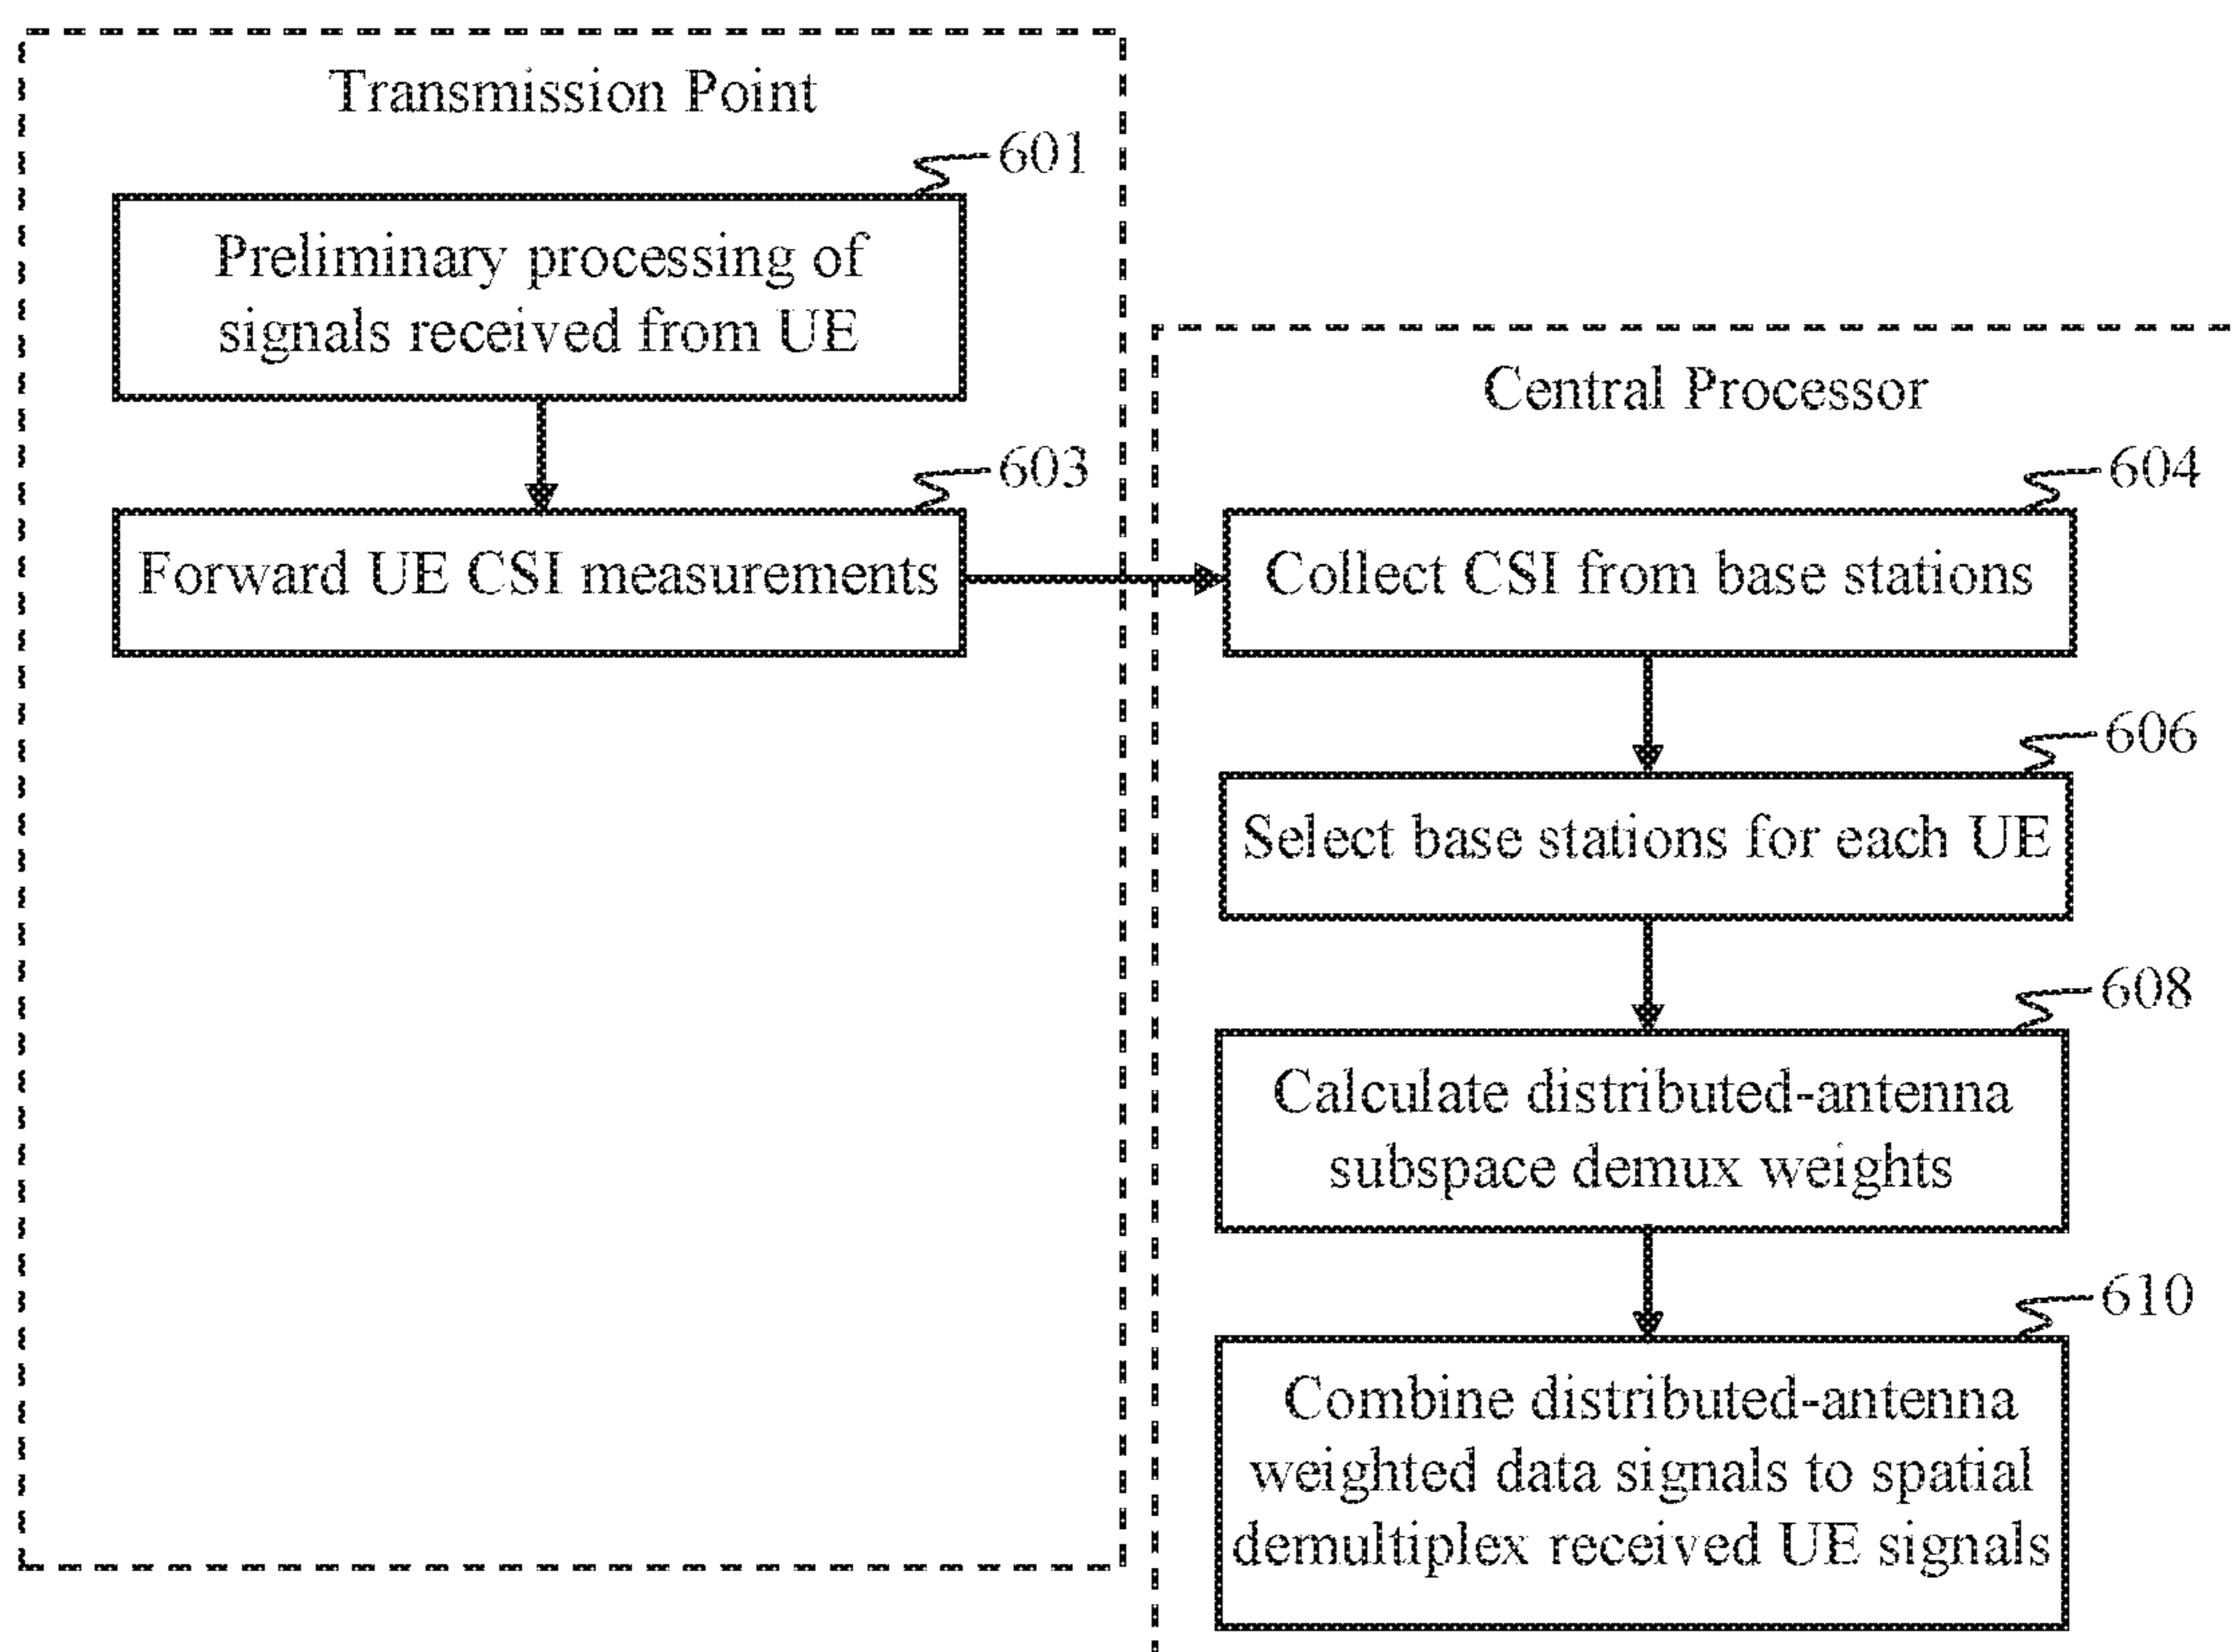 Transmission Point
601
Preliminary processing of
signals received from UE
603
Forward UE CSI measurements
Central Processor
604
Collect CSI from base stations
606
Select base stations for each UE
608
Calculate distributed-antenna
subspace demux weights
610
Combine distributed-antenna
weighted data signals to spatial
demultiplex received UE signals